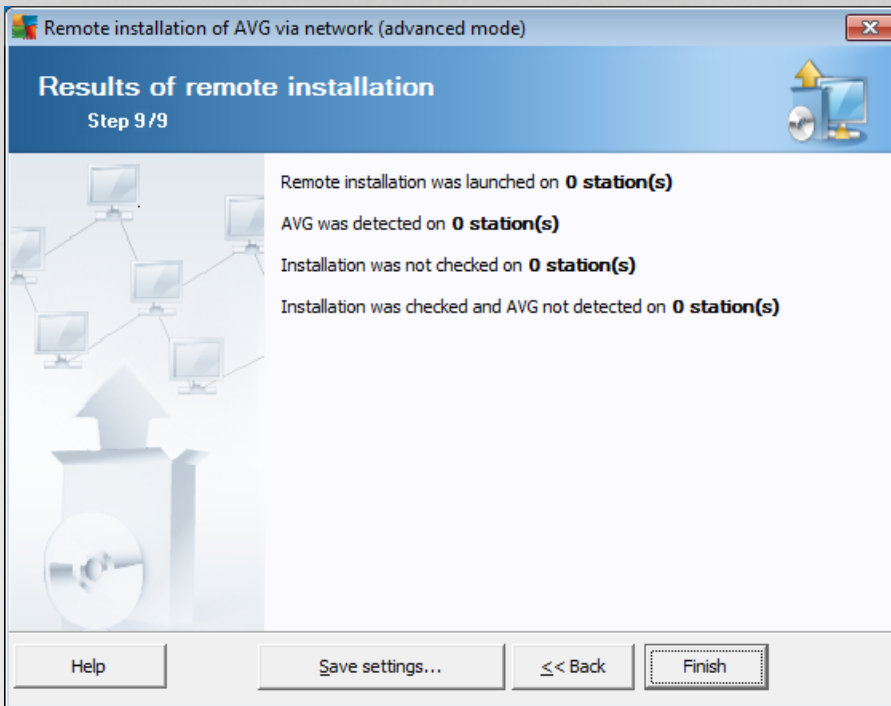 Remote installation of AVG via network (advanced mode)
Results of remote installation
Step 9/9
Remote installation was launched on 0 station(s)
AVG was detected on 0 station(s)
Installation was not checked on 0 station(s)
Installation was checked and AVG not detected on 0 station(s)
Help
Save settings...
<< Back
Finish